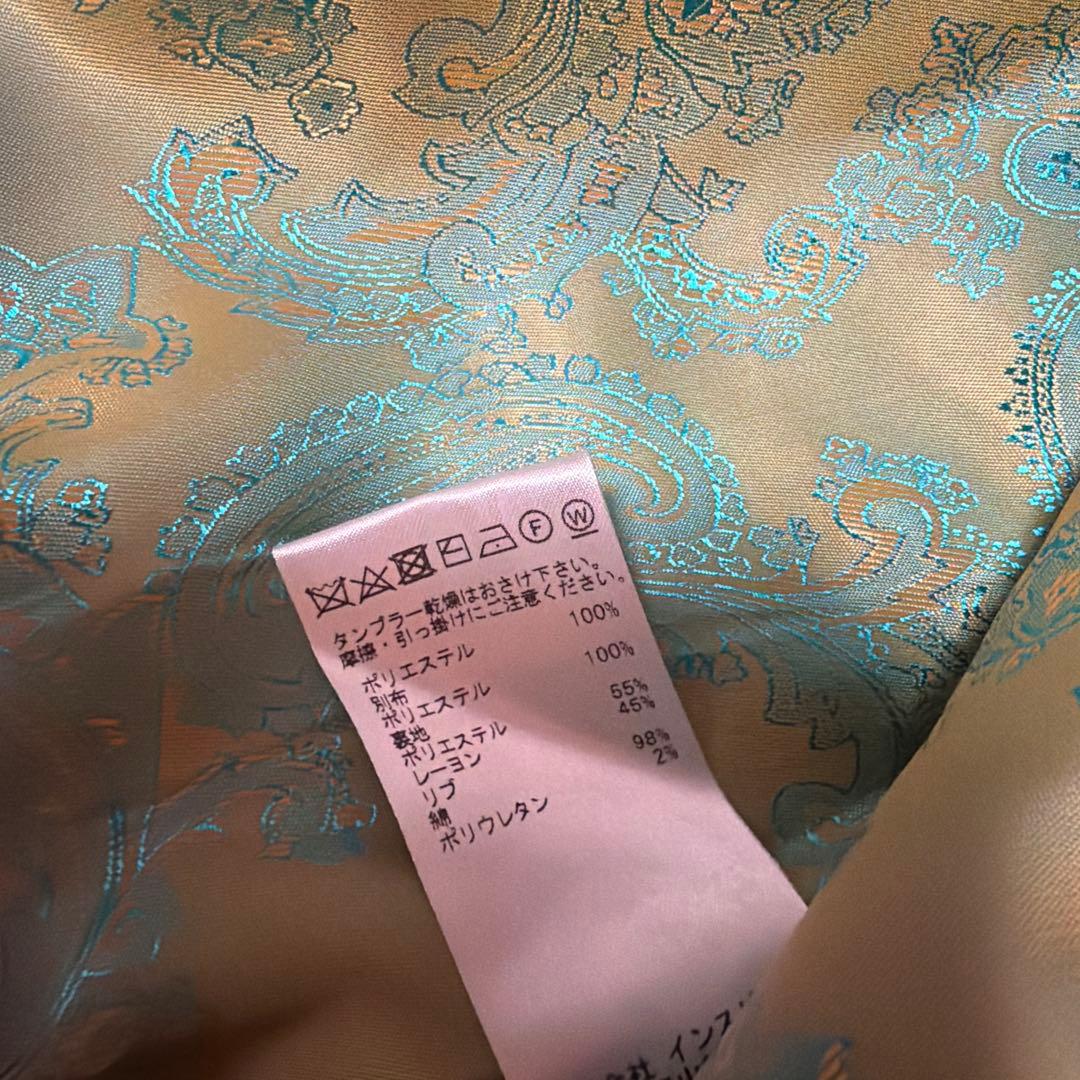 F W
タンブラー乾燥はおさけ下さい。
摩擦・引っ掛けにご注意ください。
ポリエステル 100%
別布
ポリエステル 100%
裏地
ポリエステル 55%
レーヨン 45%
リブ
綿 98%
ポリウレタン 2%
インス